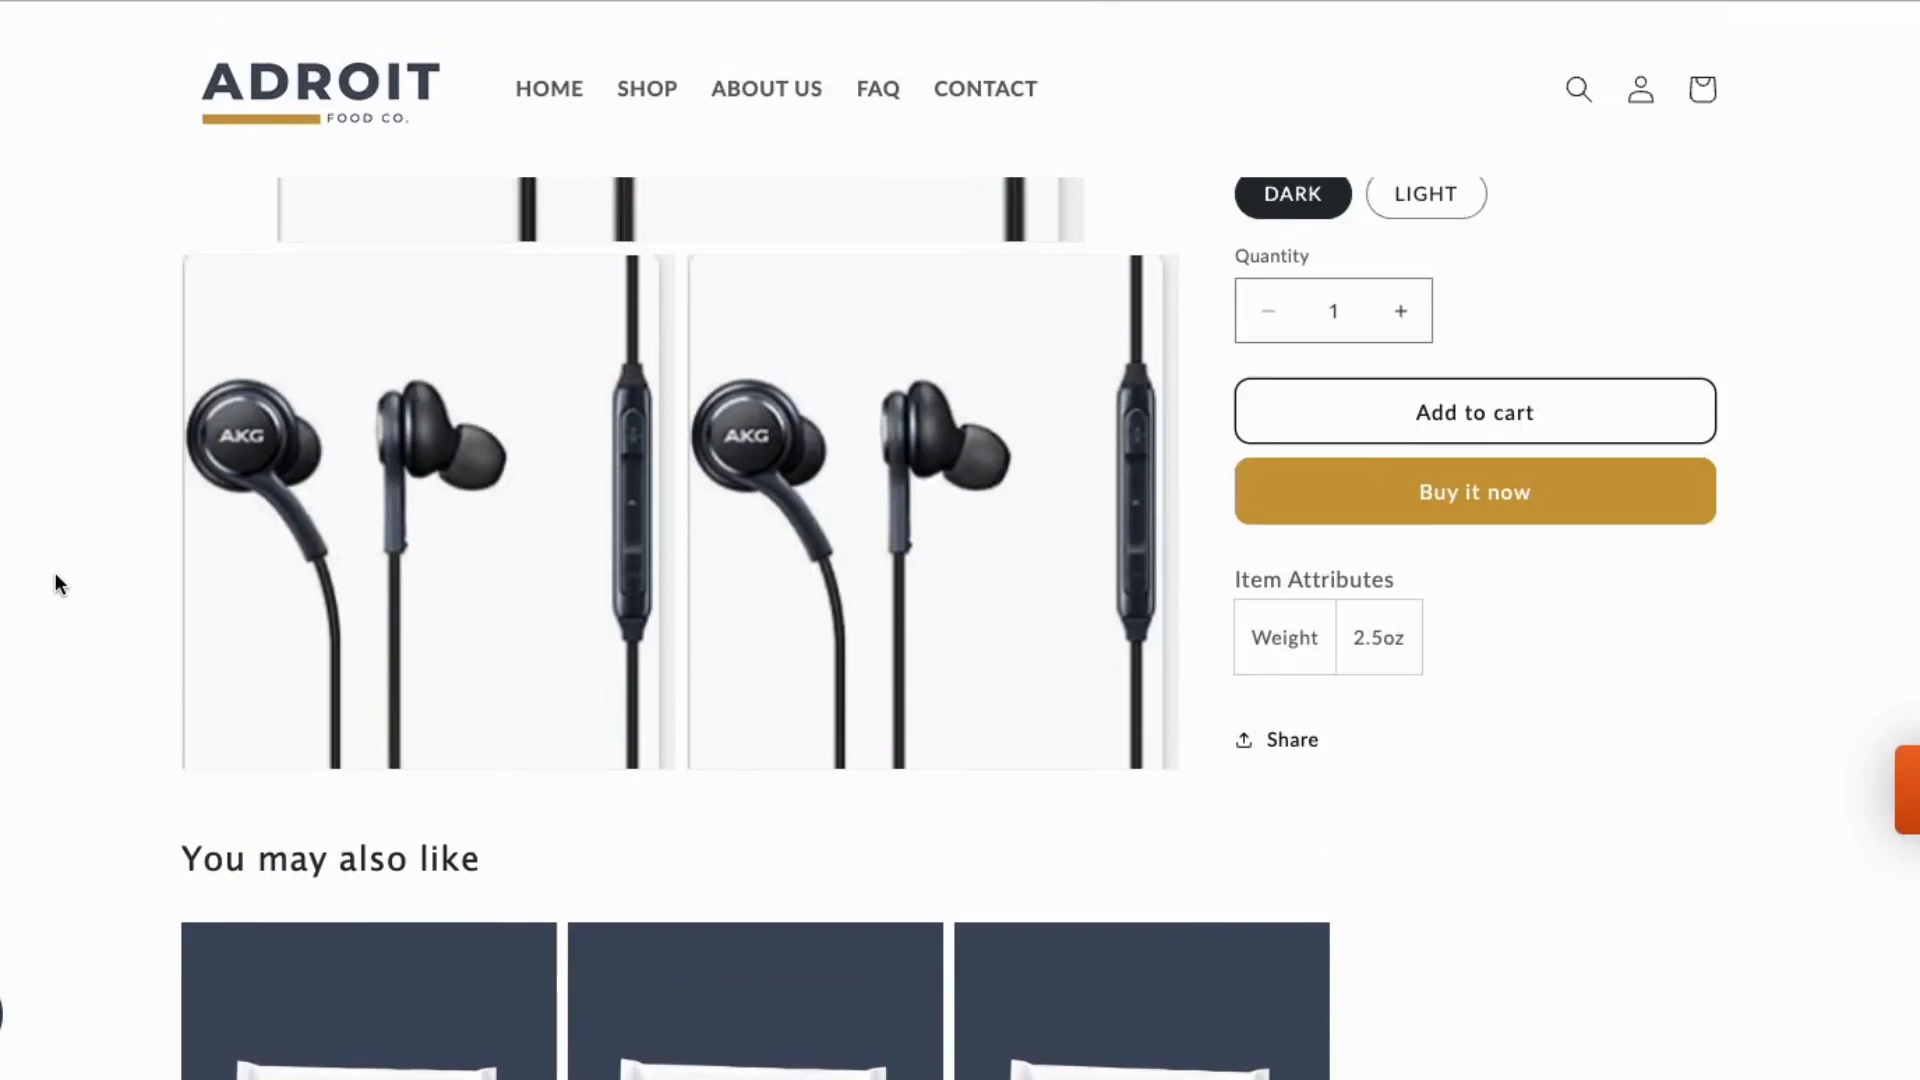 ADROIT
FOOD CO.
HOME SHOP ABOUT US FAQ CONTACT
DARK LIGHT
Quantity
− 1 +
Add to cart
Buy it now
AKG
AKG
Item Attributes
Weight 2.5oz
Share
You may also like